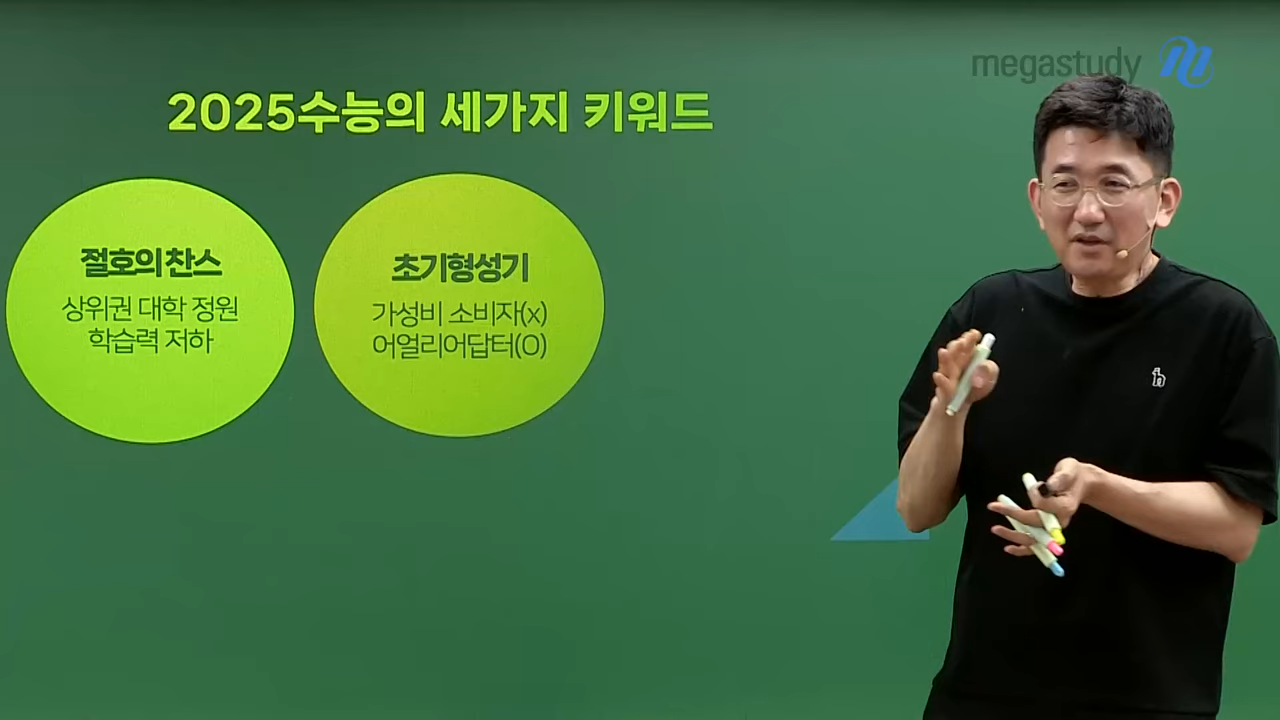 megastudy
2025수능의 세가지 키워드
절호의 찬스
상위권 대학 정원
학습력 저하
초기형성기
가성비 소비자(x)
어얼리어답터(O)